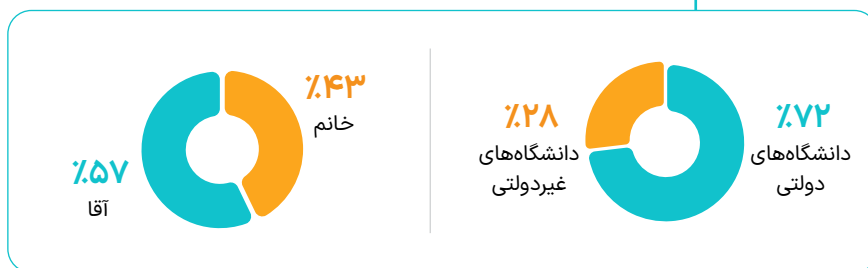 ٪۷۲
دانشگاه‌های
دولتی
٪۲۸
دانشگاه‌های
غیردولتی
٪۴۳
خانم
٪۵۷
آقا